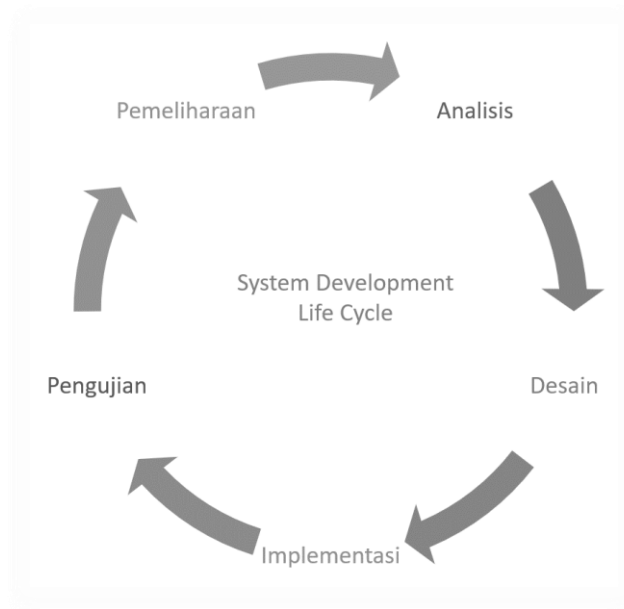 Pemeliharaan
Analisis
System Development
Life Cycle
Pengujian
Desain
Implementasi